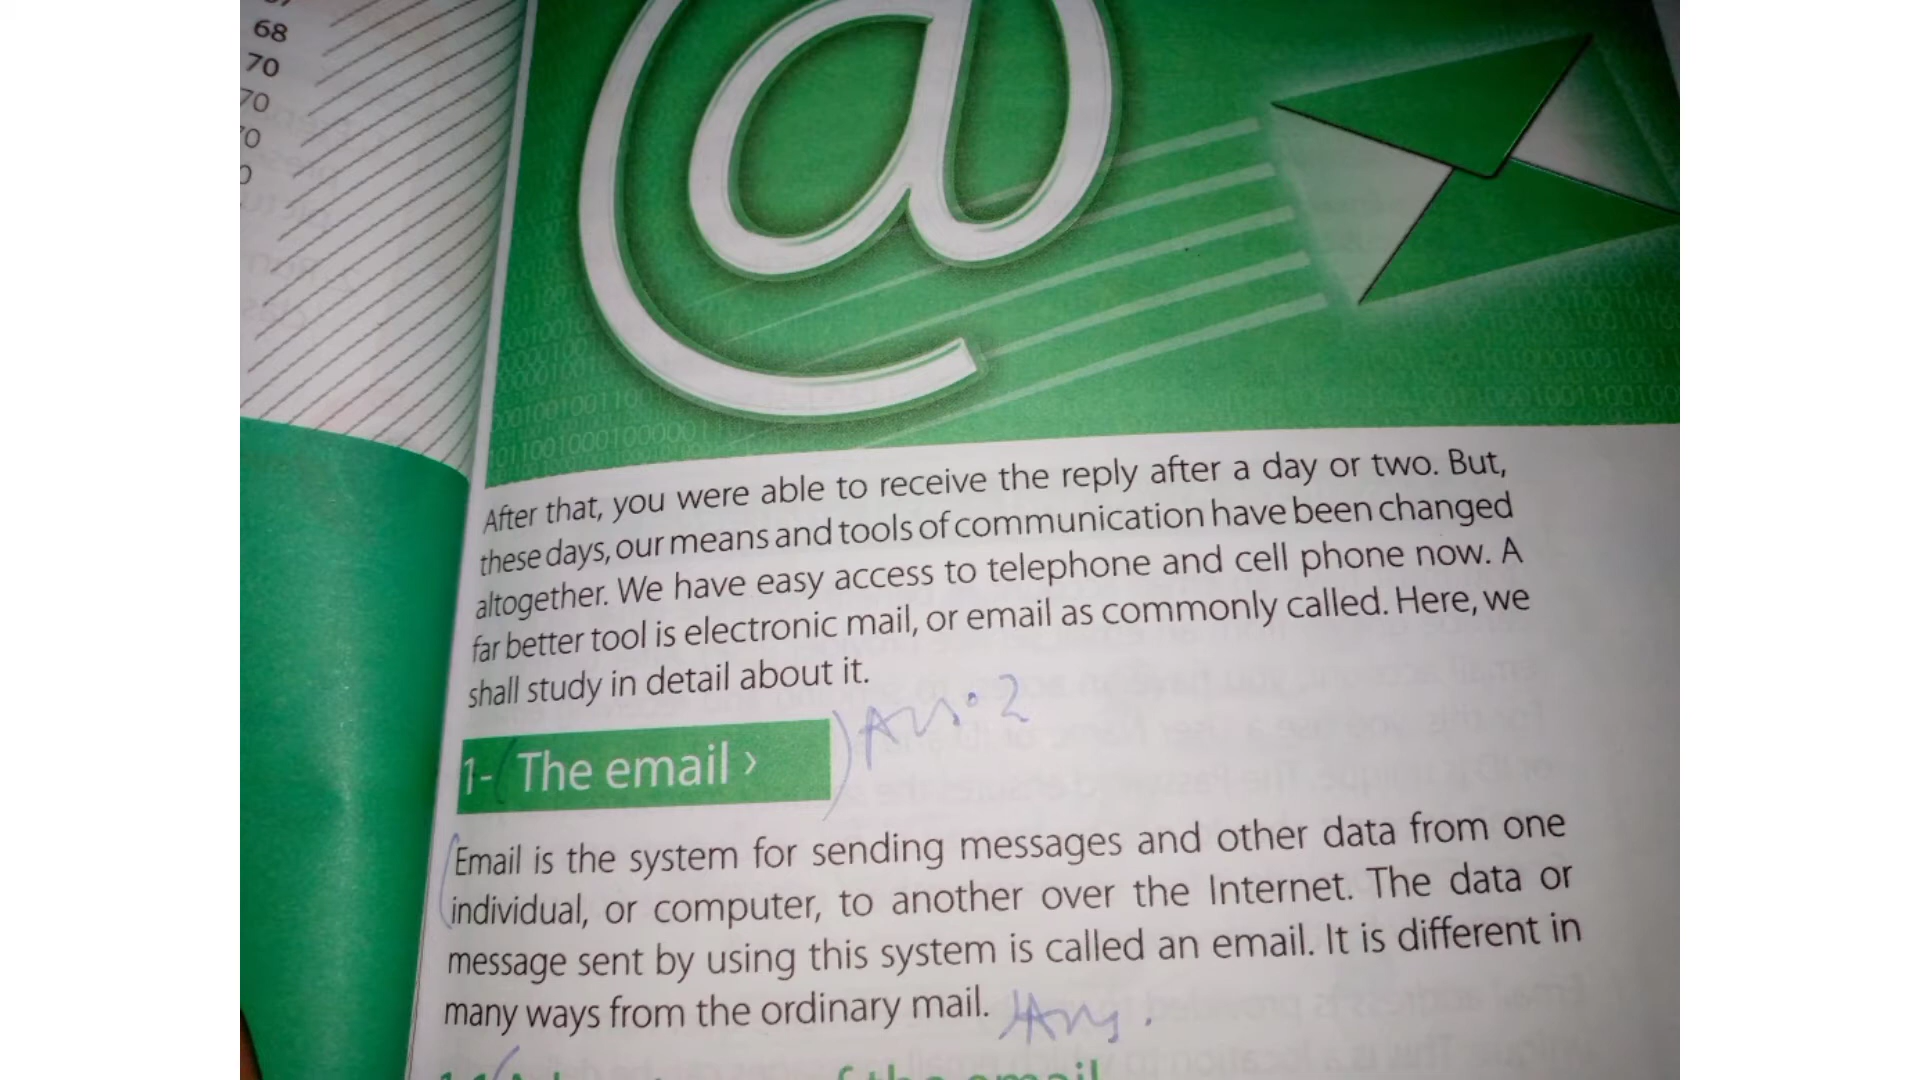 68
70
70
After that, you were able to receive the reply after a day or two. But,
these days, our means and tools of communication have been changed
altogether. We have easy access to telephone and cell phone now. A
far better tool is electronic mail, or email as commonly called. Here, we
shall study in detail about it.
Ans. 2
1- The email ›
Email is the system for sending messages and other data from one
individual, or computer, to another over the Internet. The data or
message sent by using this system is called an email. It is different in
many ways from the ordinary mail. Ans.
of the email